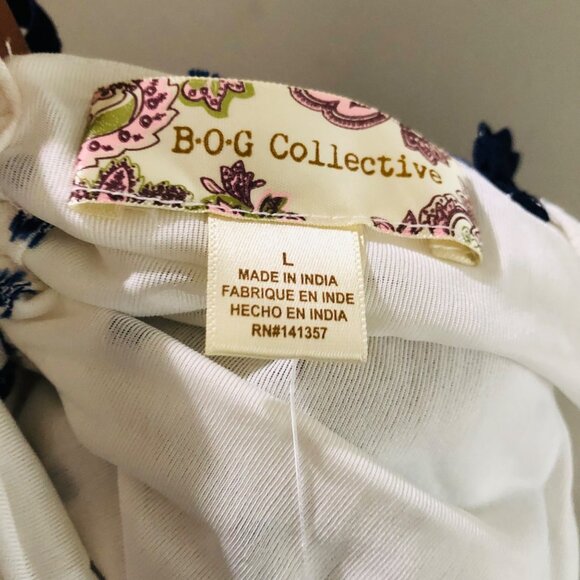 B·O·G Collective
L
MADE IN INDIA
FABRIQUE EN INDE
HECHO EN INDIA
RN#141357